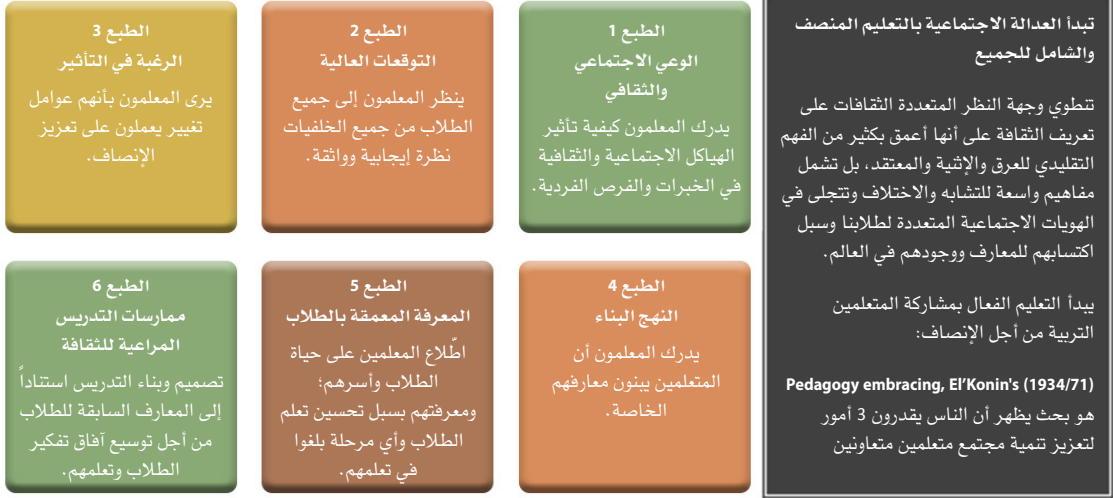 تبدأ العدالة الاجتماعية بالتعليم المنصف
والشامل للجميع
تنطوي وجهة النظر المتعددة الثقافات على
تعريف الثقافة على أنها أعمق بكثير من الفهم
التقليدي للعرق والإثنية والمعتقد، بل تشمل
مفاهيم واسعة للتشابه والاختلاف وتتجلى في
الهويات الاجتماعية المتعددة لطلابنا وسبل
اكتسابهم للمعارف ووجودهم في العالم.
يبدأ التعليم الفعال بمشاركة المتعلمين
التربية من أجل الإنصاف:
Pedagogy embracing, El'Konin's (1934/71)
هو بحث يظهر أن الناس يقدرون 3 أمور
لتعزيز تنمية مجتمع متعلمين متعاونين
الطبع 1
الوعي الاجتماعي
والثقافي
يدرك المعلمون كيفية تأثير
الهياكل الاجتماعية والثقافية
في الخبرات والفرص الفردية.
الطبع 2
التوقعات العالية
ينظر المعلمون إلى جميع
الطلاب من جميع الخلفيات
نظرة إيجابية وواثقة.
الطبع 3
الرغبة في التأثير
يرى المعلمون بأنهم عوامل
تغيير يعملون على تعزيز
الإنصاف.
الطبع 4
النهج البناء
يدرك المعلمون أن
المتعلمين يبنون معارفهم
الخاصة.
الطبع 5
المعرفة المعمقة بالطلاب
اطّلاع المعلمين على حياة
الطلاب وأسرهم؛
ومعرفتهم بسبل تحسين تعلم
الطلاب وأي مرحلة بلغوا
في تعلمهم.
الطبع 6
ممارسات التدريس
المراعية للثقافة
تصميم وبناء التدريس استناداً
إلى المعارف السابقة للطلاب
من أجل توسيع آفاق تفكير
الطلاب وتعلمهم.